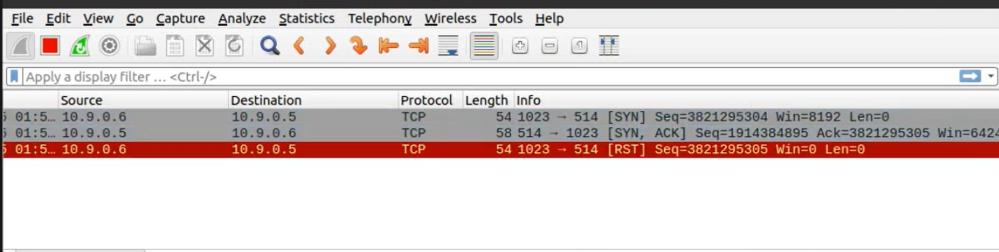 File Edit View Go Capture Analyze Statistics Telephony Wireless Tools Help
Apply a display filter … <Ctrl-/>
Source Destination Protocol Length Info
01:5… 10.9.0.6 10.9.0.5 TCP 54 1023 → 514 [SYN] Seq=3821295304 Win=8192 Len=0
01:5… 10.9.0.5 10.9.0.6 TCP 58 514 → 1023 [SYN, ACK] Seq=1914384895 Ack=3821295305 Win=6424
01:5… 10.9.0.6 10.9.0.5 TCP 54 1023 → 514 [RST] Seq=3821295305 Win=0 Len=0